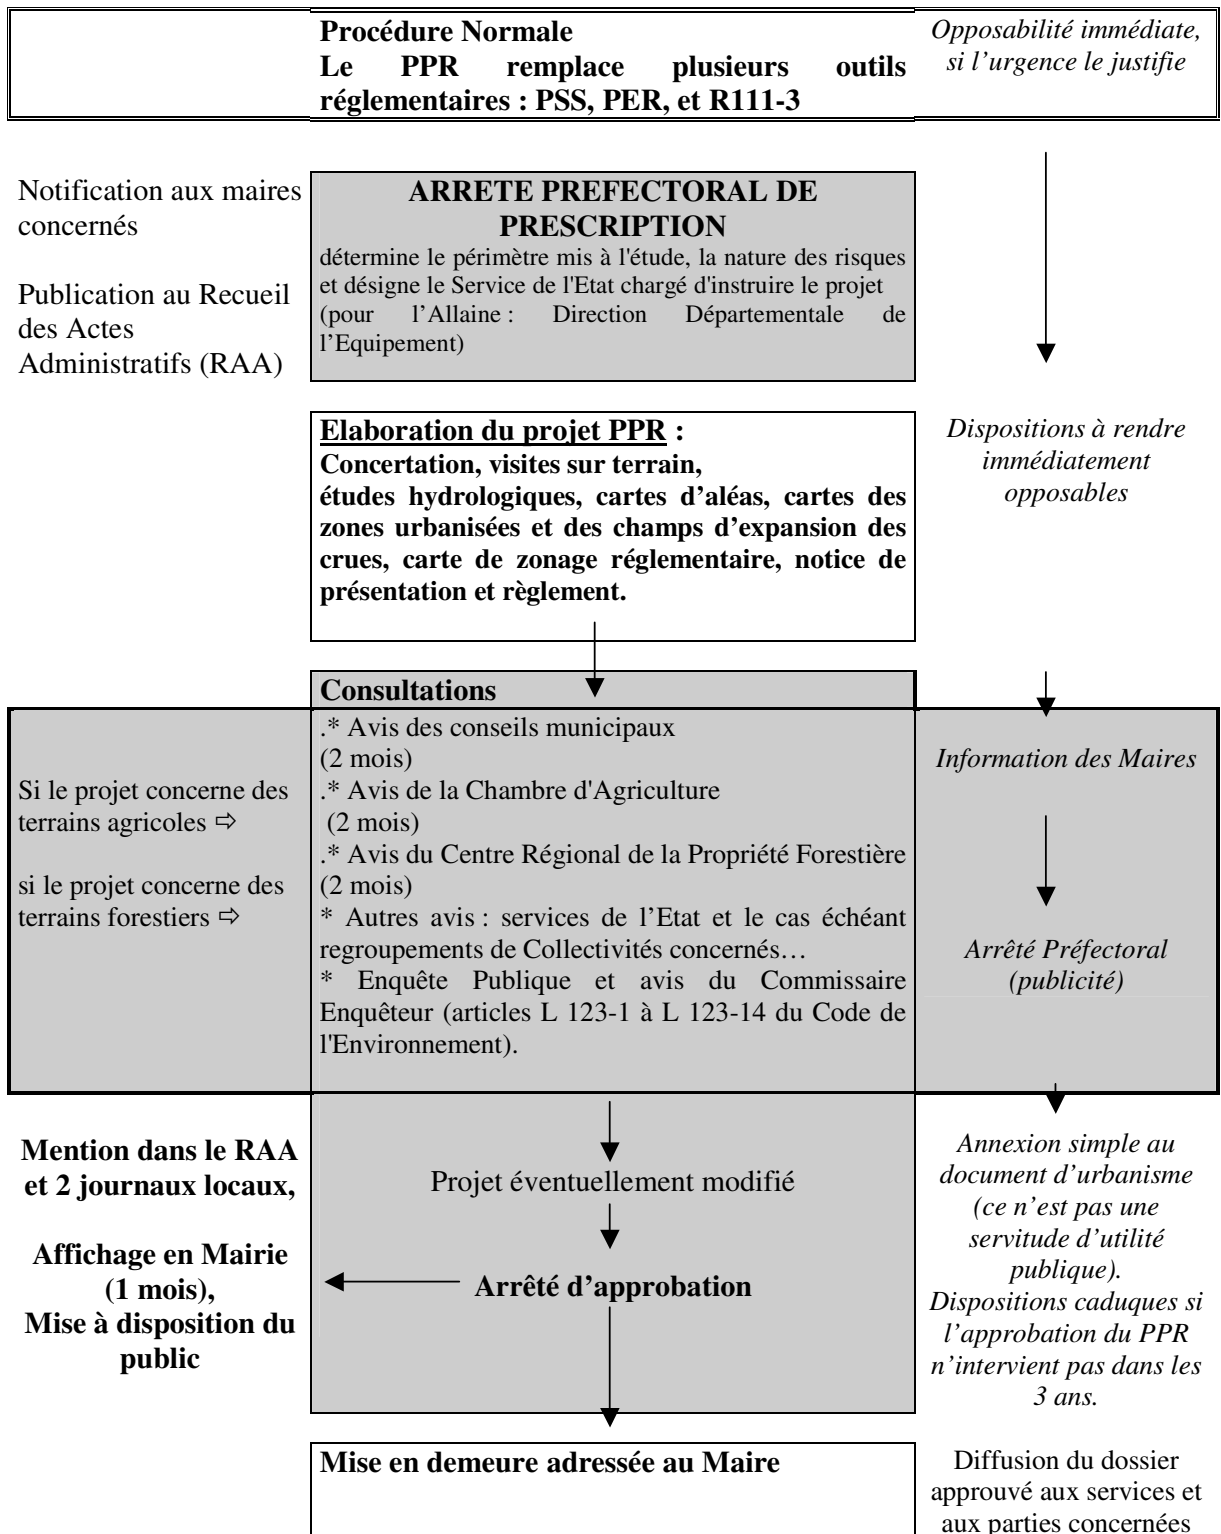 Procédure Normale
Le PPR remplace plusieurs outils
réglementaires : PSS, PER, et R111-3
Opposabilité immédiate,
si l’urgence le justifie
Notification aux maires
concernés
Publication au Recueil
des Actes
Administratifs (RAA)
ARRETE PREFECTORAL DE
PRESCRIPTION
détermine le périmètre mis à l'étude, la nature des risques
et désigne le Service de l'Etat chargé d'instruire le projet
(pour l’Allaine : Direction Départementale de
l’Equipement)
Elaboration du projet PPR :
Concertation, visites sur terrain,
études hydrologiques, cartes d’aléas, cartes des
zones urbanisées et des champs d’expansion des
crues, carte de zonage réglementaire, notice de
présentation et règlement.
Dispositions à rendre
immédiatement
opposables
Consultations
Si le projet concerne des
terrains agricoles ⇨
si le projet concerne des
terrains forestiers ⇨
.* Avis des conseils municipaux
(2 mois)
.* Avis de la Chambre d'Agriculture
(2 mois)
.* Avis du Centre Régional de la Propriété Forestière
(2 mois)
* Autres avis : services de l’Etat et le cas échéant
regroupements de Collectivités concernés…
* Enquête Publique et avis du Commissaire
Enquêteur (articles L 123-1 à L 123-14 du Code de
l'Environnement).
Information des Maires
Arrêté Préfectoral
(publicité)
Mention dans le RAA
et 2 journaux locaux,
Affichage en Mairie
(1 mois),
Mise à disposition du
public
Projet éventuellement modifié
Arrêté d’approbation
Annexion simple au
document d’urbanisme
(ce n’est pas une
servitude d’utilité
publique).
Dispositions caduques si
l’approbation du PPR
n’intervient pas dans les
3 ans.
Mise en demeure adressée au Maire
Diffusion du dossier
approuvé aux services et
aux parties concernées